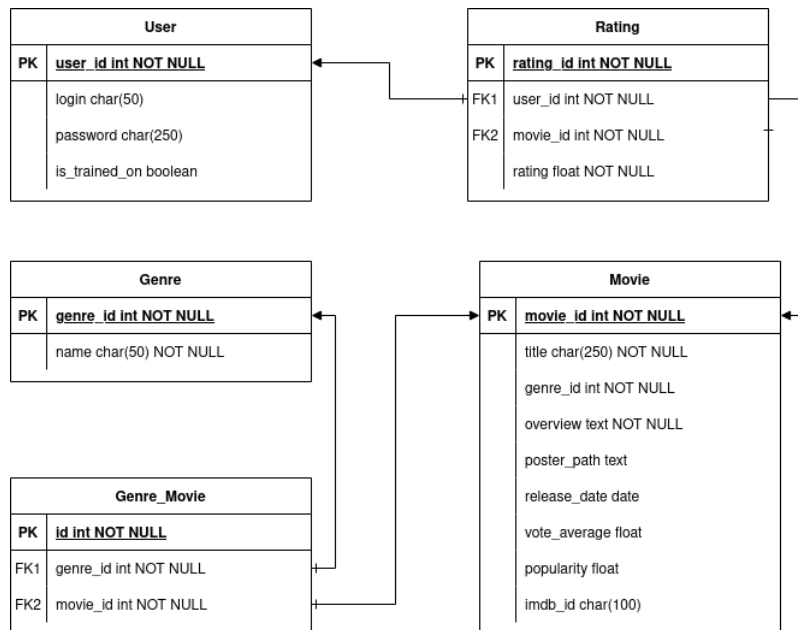 User
PK user_id int NOT NULL
login char(50)
password char(250)
is_trained_on boolean
Rating
PK rating_id int NOT NULL
FK1 user_id int NOT NULL
FK2 movie_id int NOT NULL
rating float NOT NULL
Genre
PK genre_id int NOT NULL
name char(50) NOT NULL
Movie
PK movie_id int NOT NULL
title char(250) NOT NULL
genre_id int NOT NULL
overview text NOT NULL
poster_path text
release_date date
vote_average float
popularity float
imdb_id char(100)
Genre_Movie
PK id int NOT NULL
FK1 genre_id int NOT NULL
FK2 movie_id int NOT NULL